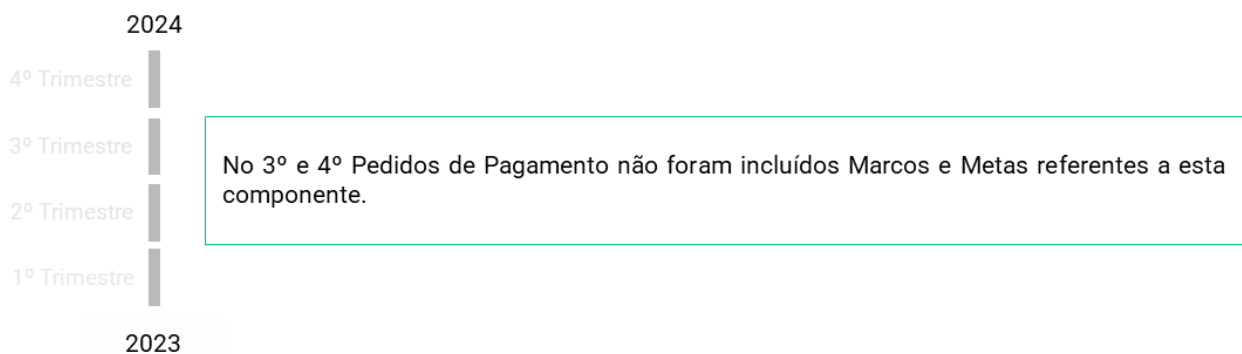 2024
4º Trimestre
3º Trimestre
No 3º e 4º Pedidos de Pagamento não foram incluídos Marcos e Metas referentes a esta
componente.
2º Trimestre
1º Trimestre
2023